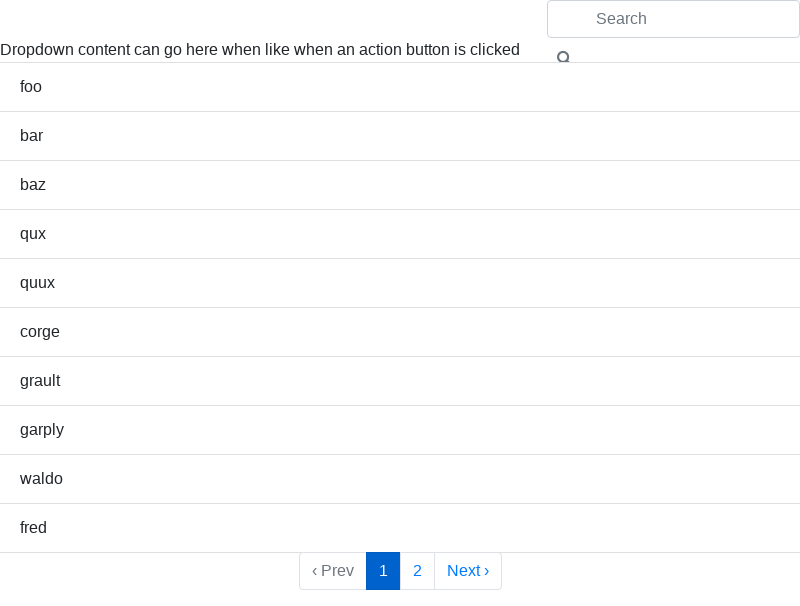 Search
Dropdown content can go here when like when an action button is clicked
foo
bar
baz
qux
quux
corge
grault
garply
waldo
fred
‹ Prev 1 2 Next ›